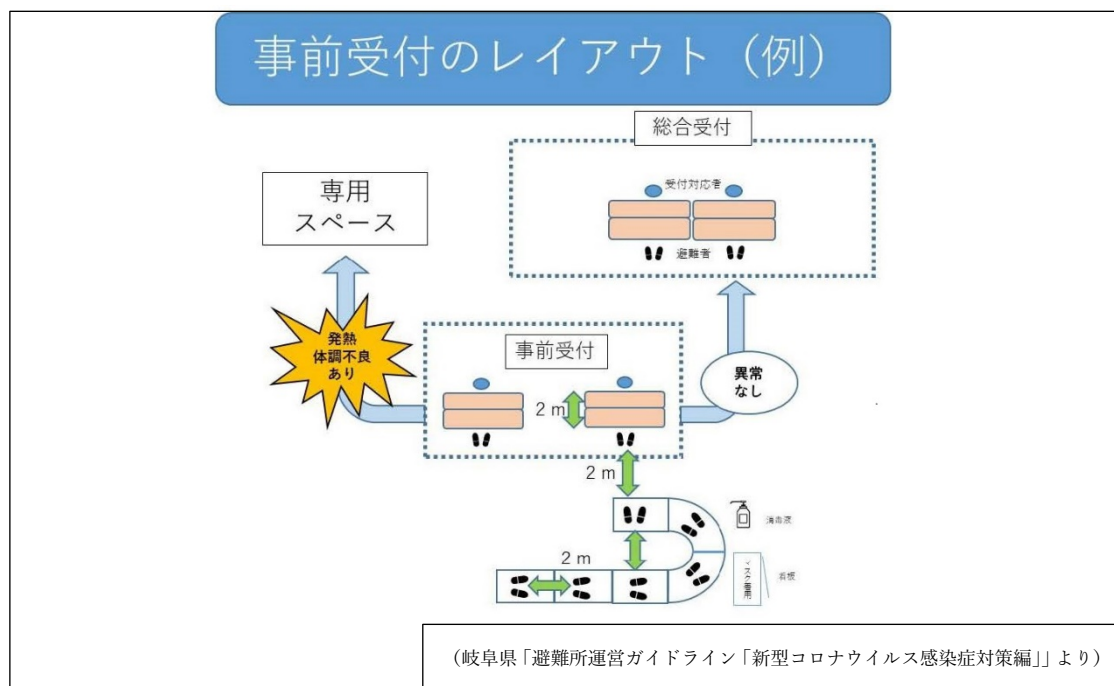 事前受付のレイアウト（例）
総合受付
受付対応者
避難者
専用
スペース
発熱
体調不良
あり
事前受付
2ｍ
異常
なし
2ｍ
消毒液
2ｍ
マスク着用
看板
（岐阜県「避難所運営ガイドライン「新型コロナウイルス感染症対策編」」より）